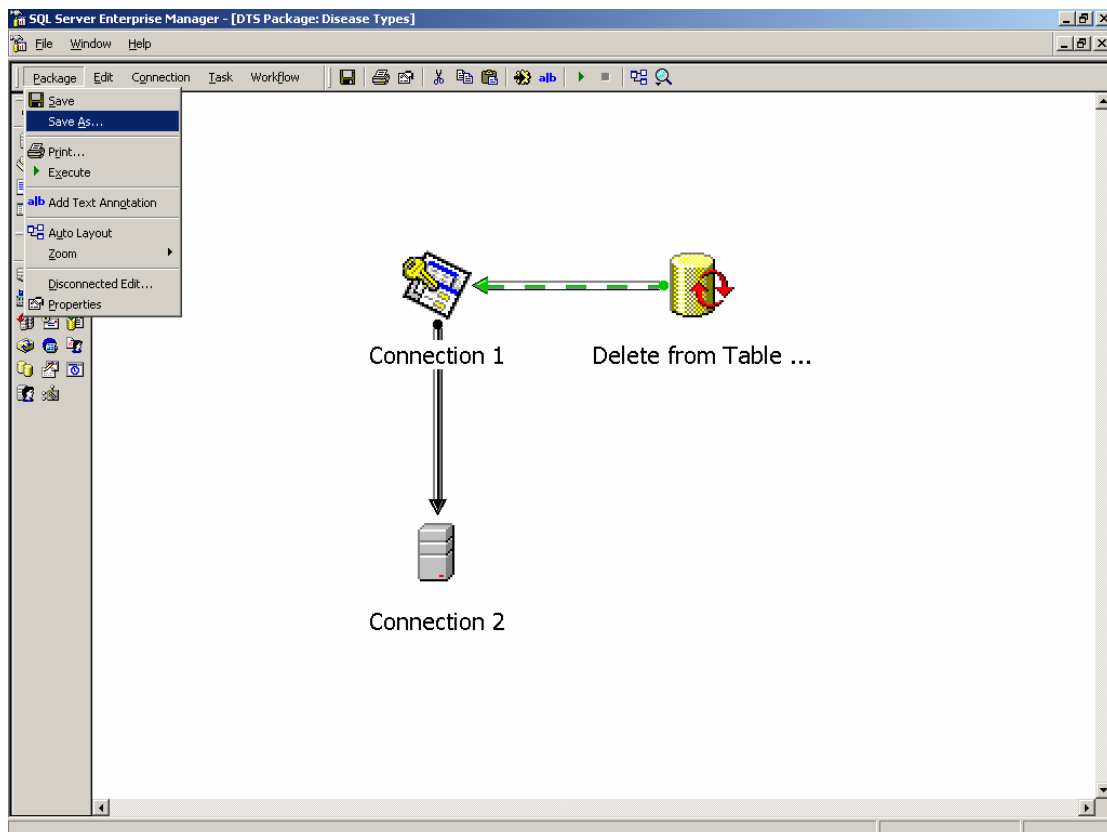 SQL Server Enterprise Manager - [DTS Package: Disease Types]
File Window Help
Package Edit Connection Task Workflow a|b
Save
Save As...
Print...
Execute
a|b Add Text Annotation
Auto Layout
Zoom
Disconnected Edit...
Properties
Connection 1 Delete from Table ...
Connection 2